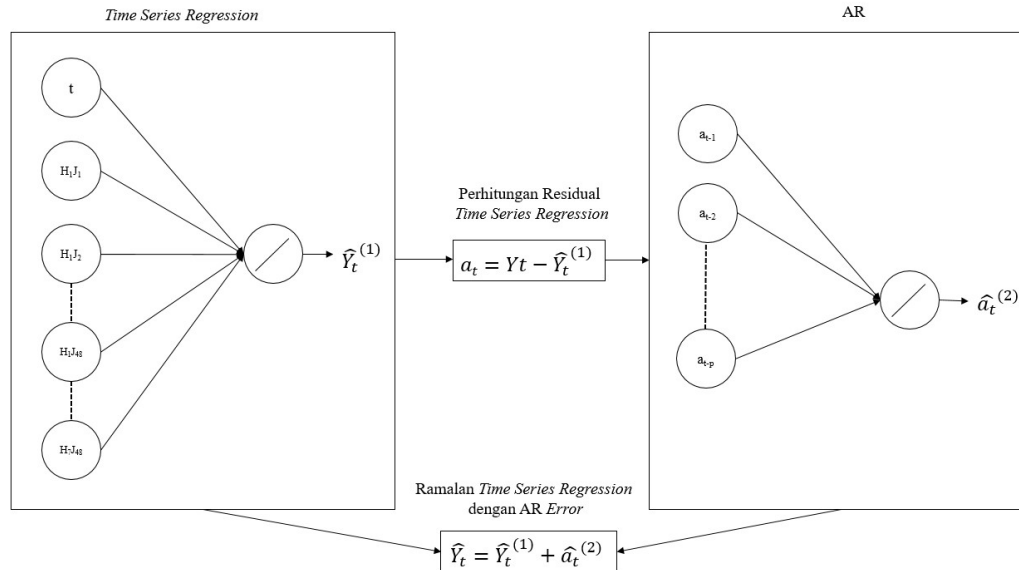 Time Series Regression
AR
t
H₁J₁
H₁J₂
H₁J₄₈
H₇J₄₈
Ŷₜ⁽¹⁾
Perhitungan Residual
Time Series Regression
aₜ = Yt − Ŷₜ⁽¹⁾
aₜ₋₁
aₜ₋₂
aₜ₋ₚ
âₜ⁽²⁾
Ramalan Time Series Regression
dengan AR Error
Ŷₜ = Ŷₜ⁽¹⁾ + âₜ⁽²⁾